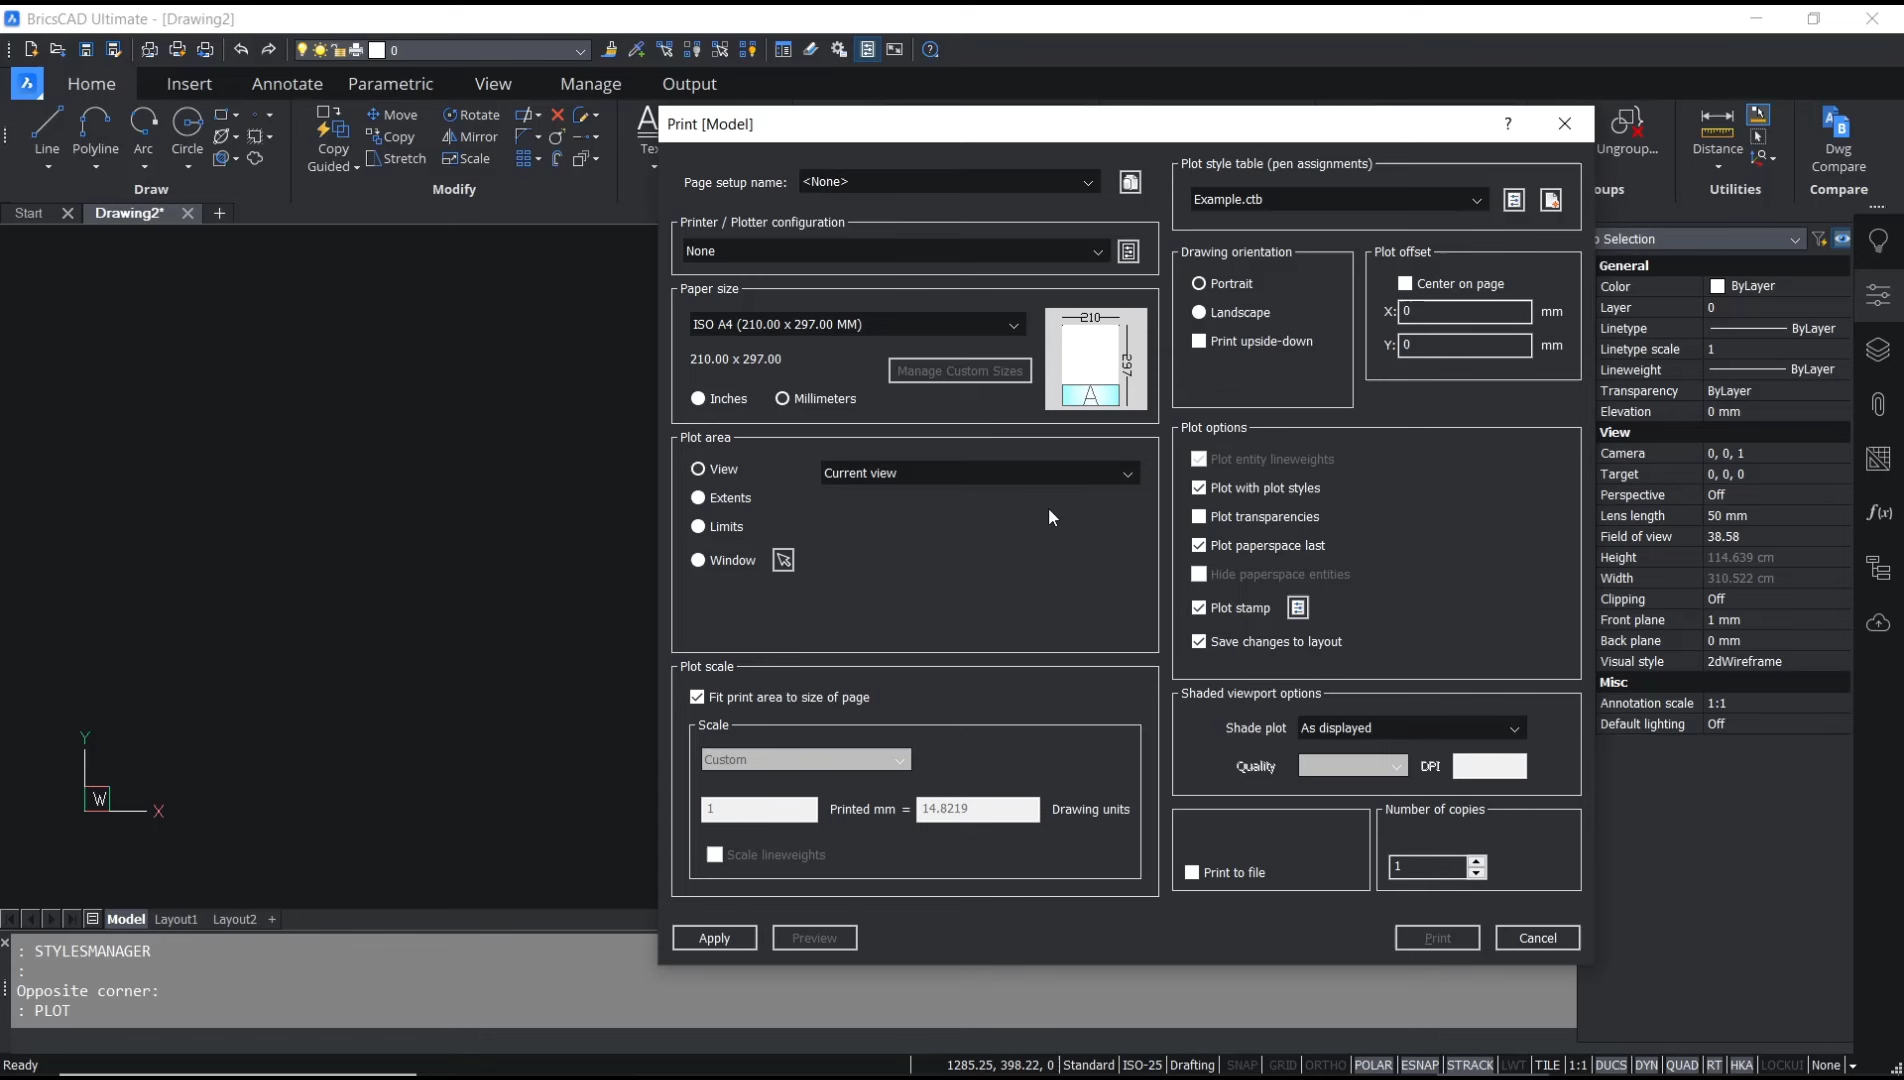 BricsCAD Ultimate - [Drawing2]
0
Home Insert Annotate Parametric View Manage Output
Line Polyline Arc Circle
Draw
Copy Guided
Move Rotate
Copy Mirror
Stretch Scale
Modify
Ungroup...
Distance
Utilities
Dwg Compare
Compare
Start Drawing2*
Print [Model]
Page setup name: <None>
Printer / Plotter configuration
None
Paper size
ISO A4 (210.00 x 297.00 MM)
210.00 x 297.00
Manage Custom Sizes
Inches Millimeters
210
297
A
Plot area
View Current view
Extents
Limits
Window
Plot scale
Fit print area to size of page
Scale
Custom
1 Printed mm = 14.8219 Drawing units
Scale lineweights
Apply Preview
Plot style table (pen assignments)
Example.ctb
Drawing orientation
Portrait
Landscape
Print upside-down
Plot offset
Center on page
X: 0 mm
Y: 0 mm
Plot options
Plot entity lineweights
Plot with plot styles
Plot transparencies
Plot paperspace last
Hide paperspace entities
Plot stamp
Save changes to layout
Shaded viewport options
Shade plot As displayed
Quality DPI
Print to file
Number of copies
1
Print Cancel
Selection
General
Color ByLayer
Layer 0
Linetype ByLayer
Linetype scale 1
Lineweight ByLayer
Transparency ByLayer
Elevation 0 mm
View
Camera 0, 0, 1
Target 0, 0, 0
Perspective Off
Lens length 50 mm
Field of view 38.58
Height 114.639 cm
Width 310.522 cm
Clipping Off
Front plane 1 mm
Back plane 0 mm
Visual style 2dWireframe
Misc
Annotation scale 1:1
Default lighting Off
f(x)
Y
W X
Model Layout1 Layout2 +
: STYLESMANAGER
:
Opposite corner:
: PLOT
Ready
1285.25, 398.22, 0 Standard ISO-25 Drafting SNAP GRID ORTHO POLAR ESNAP STRACK LWT TILE 1:1 DUCS DYN QUAD RT HKA LOCKUI None